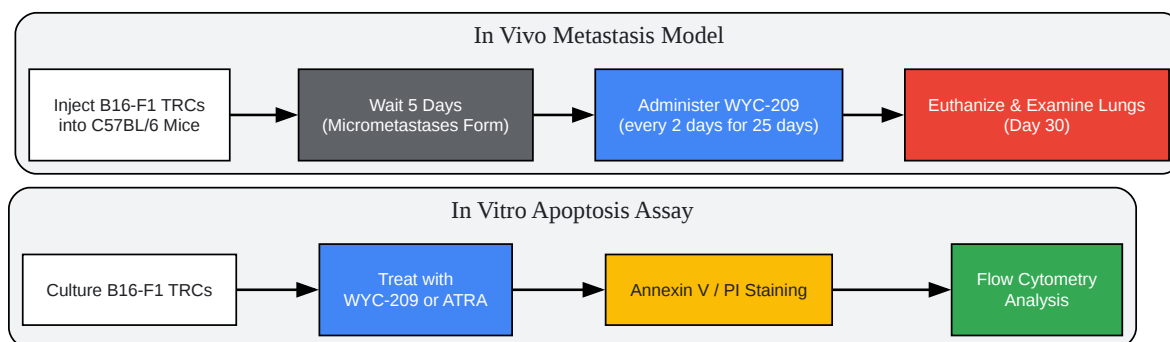 In Vivo Metastasis Model
Inject B16-F1 TRCs
into C57BL/6 Mice
Wait 5 Days
(Micrometastases Form)
Administer WYC-209
(every 2 days for 25 days)
Euthanize & Examine Lungs
(Day 30)
In Vitro Apoptosis Assay
Culture B16-F1 TRCs
Treat with
WYC-209 or ATRA
Annexin V / PI Staining
Flow Cytometry
Analysis